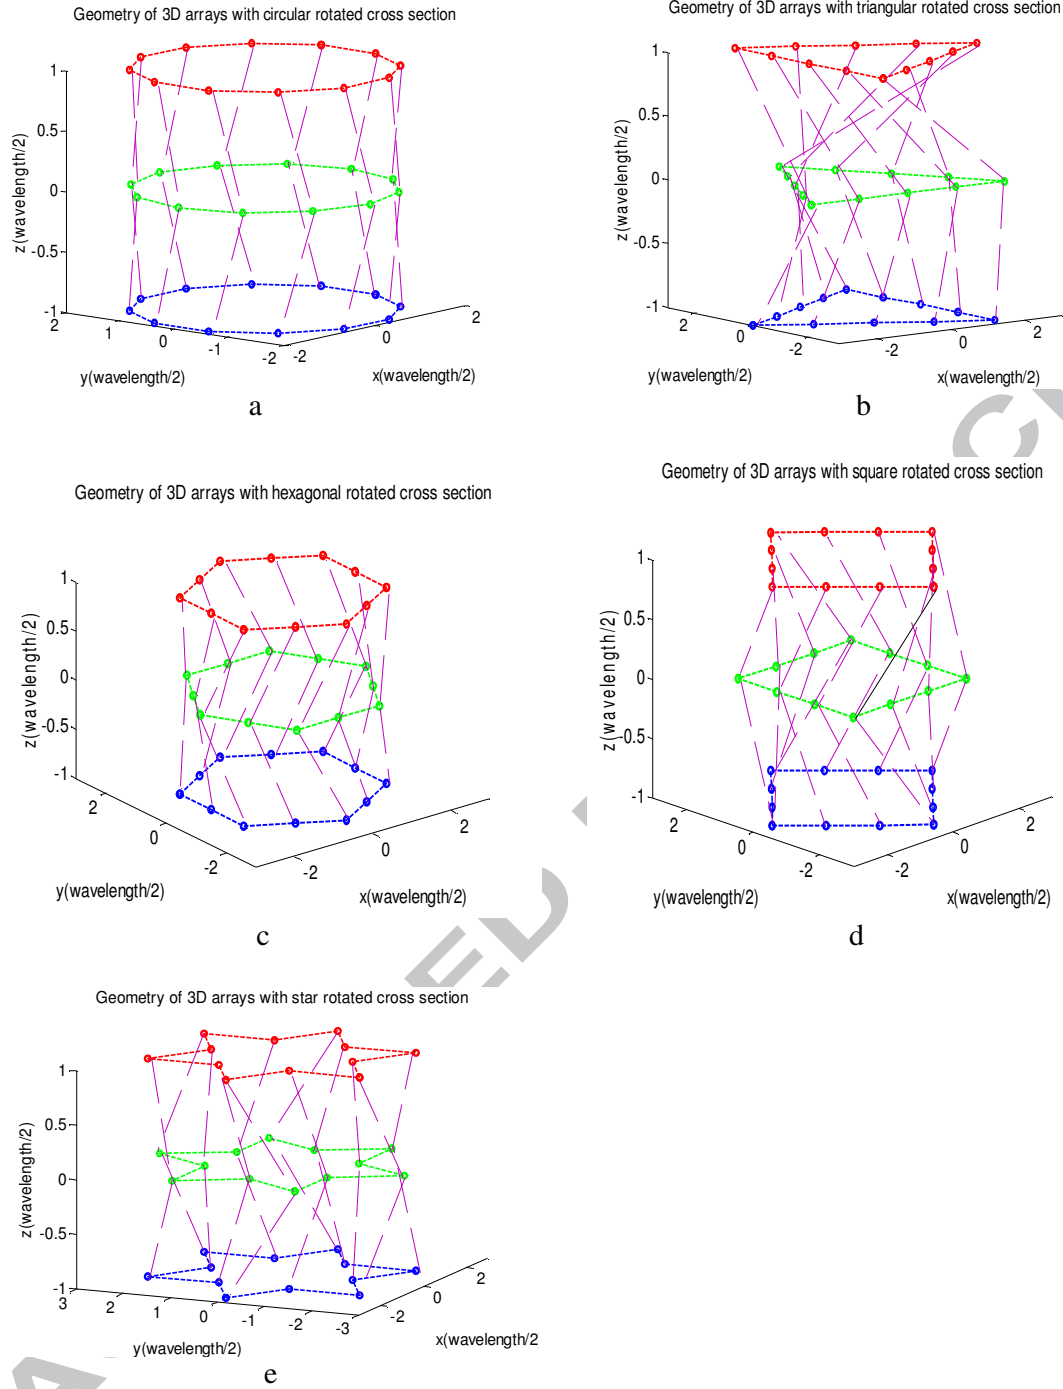 Geometry of 3D arrays with circular rotated cross section
1
0.5
0
-0.5
-1
z(wavelength/2)
2
1
0
-1
-2
-2
0
2
y(wavelength/2)
x(wavelength/2)
a
Geometry of 3D arrays with triangular rotated cross section
1
0.5
0
-0.5
-1
z(wavelength/2)
2
0
-2
-2
0
2
y(wavelength/2)
x(wavelength/2)
b
Geometry of 3D arrays with hexagonal rotated cross section
1
0.5
0
-0.5
-1
z(wavelength/2)
2
0
-2
-2
0
2
y(wavelength/2)
x(wavelength/2)
c
Geometry of 3D arrays with square rotated cross section
1
0.5
0
-0.5
-1
z(wavelength/2)
2
0
-2
-2
0
2
y(wavelength/2)
x(wavelength/2)
d
Geometry of 3D arrays with star rotated cross section
1
0.5
0
-0.5
-1
z(wavelength/2)
3
2
1
0
-1
-2
-3
-2
0
2
y(wavelength/2)
x(wavelength/2
e